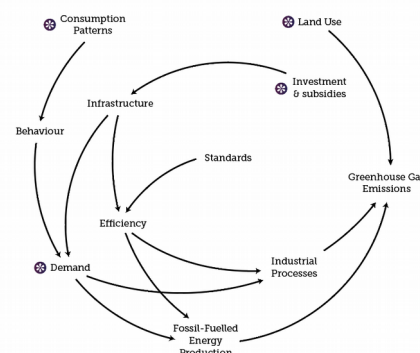 Consumption
Patterns
Land Use
Investment
& subsidies
Infrastructure
Behaviour
Standards
Greenhouse Ga
Emissions
Efficiency
Demand
Industrial
Processes
Fossil-Fuelled
Energy
Production